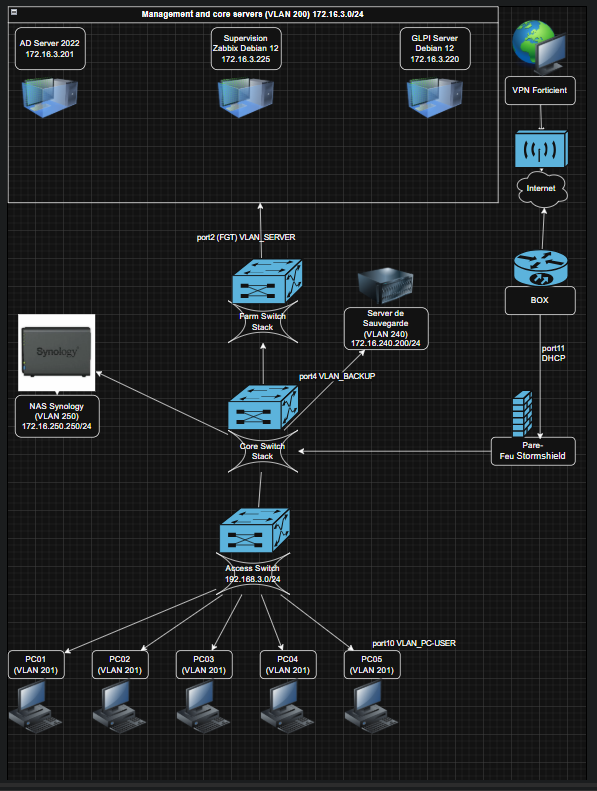 Management and core servers (VLAN 200) 172.16.3.0/24
AD Server 2022
172.16.3.201
Supervision
Zabbix Debian 12
172.16.3.225
GLPI Server
Debian 12
172.16.3.220
VPN Forticient
Internet
port2 (FGT) VLAN_SERVER
Farm Switch
Stack
Server de
Sauvegarde
(VLAN 240)
172.16.240.200/24
BOX
port11
DHCP
Synology
NAS Synology
(VLAN 250)
172.16.250.250/24
port4 VLAN_BACKUP
Core Switch
Stack
Pare-
Feu Stormshield
Access Switch
192.168.3.0/24
port10 VLAN_PC-USER
PC01
(VLAN 201)
PC02
(VLAN 201)
PC03
(VLAN 201)
PC04
(VLAN 201)
PC05
(VLAN 201)